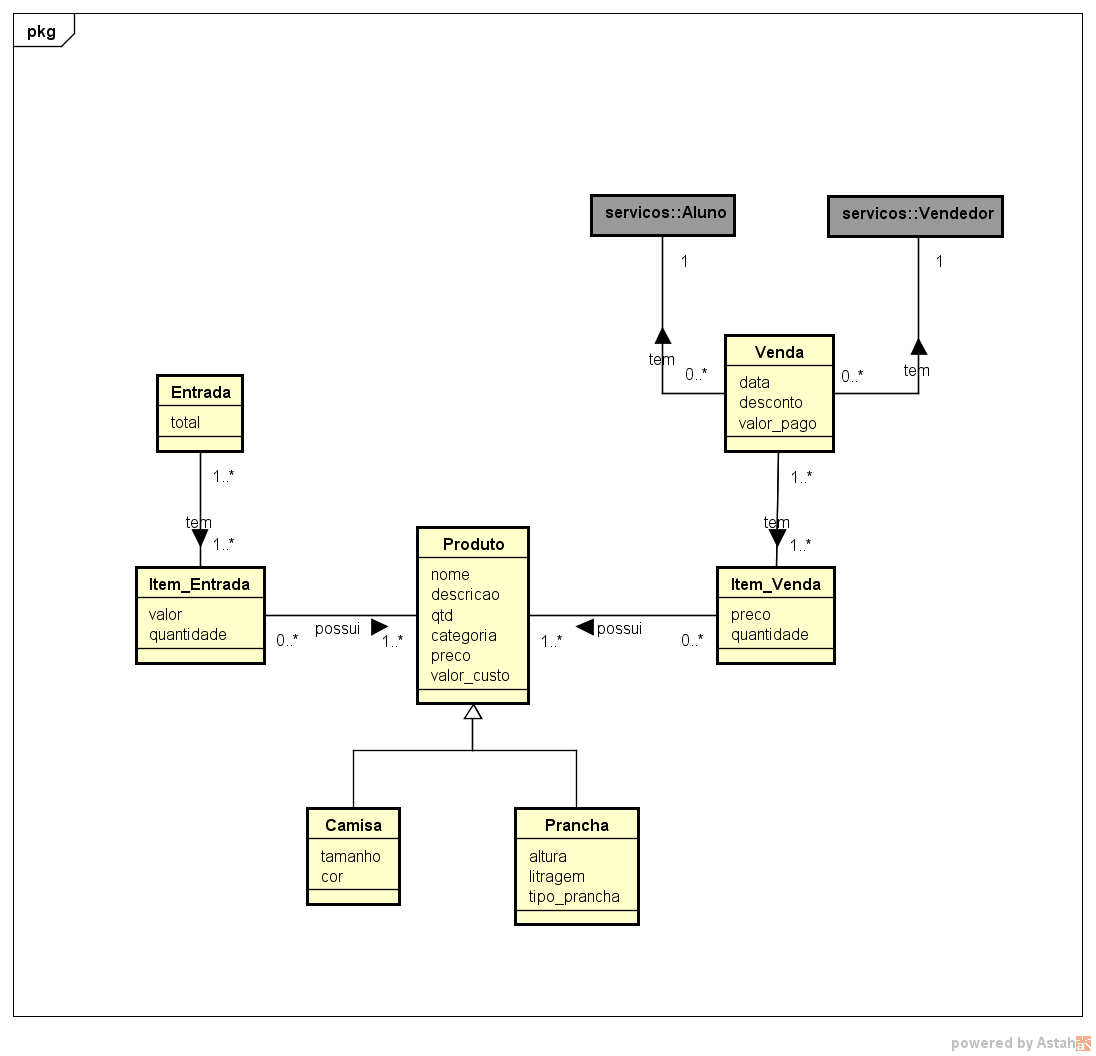 pkg
servicos::Aluno
1
servicos::Vendedor
1
tem
0..*
Venda
data
desconto
valor_pago
0..*
tem
Entrada
total
1..*
tem
1..*
1..*
tem
1..*
Item_Entrada
valor
quantidade
0..*
possui
1..*
Produto
nome
descricao
qtd
categoria
preco
valor_custo
1..*
possui
0..*
Item_Venda
preco
quantidade
Camisa
tamanho
cor
Prancha
altura
litragem
tipo_prancha
powered by Astah